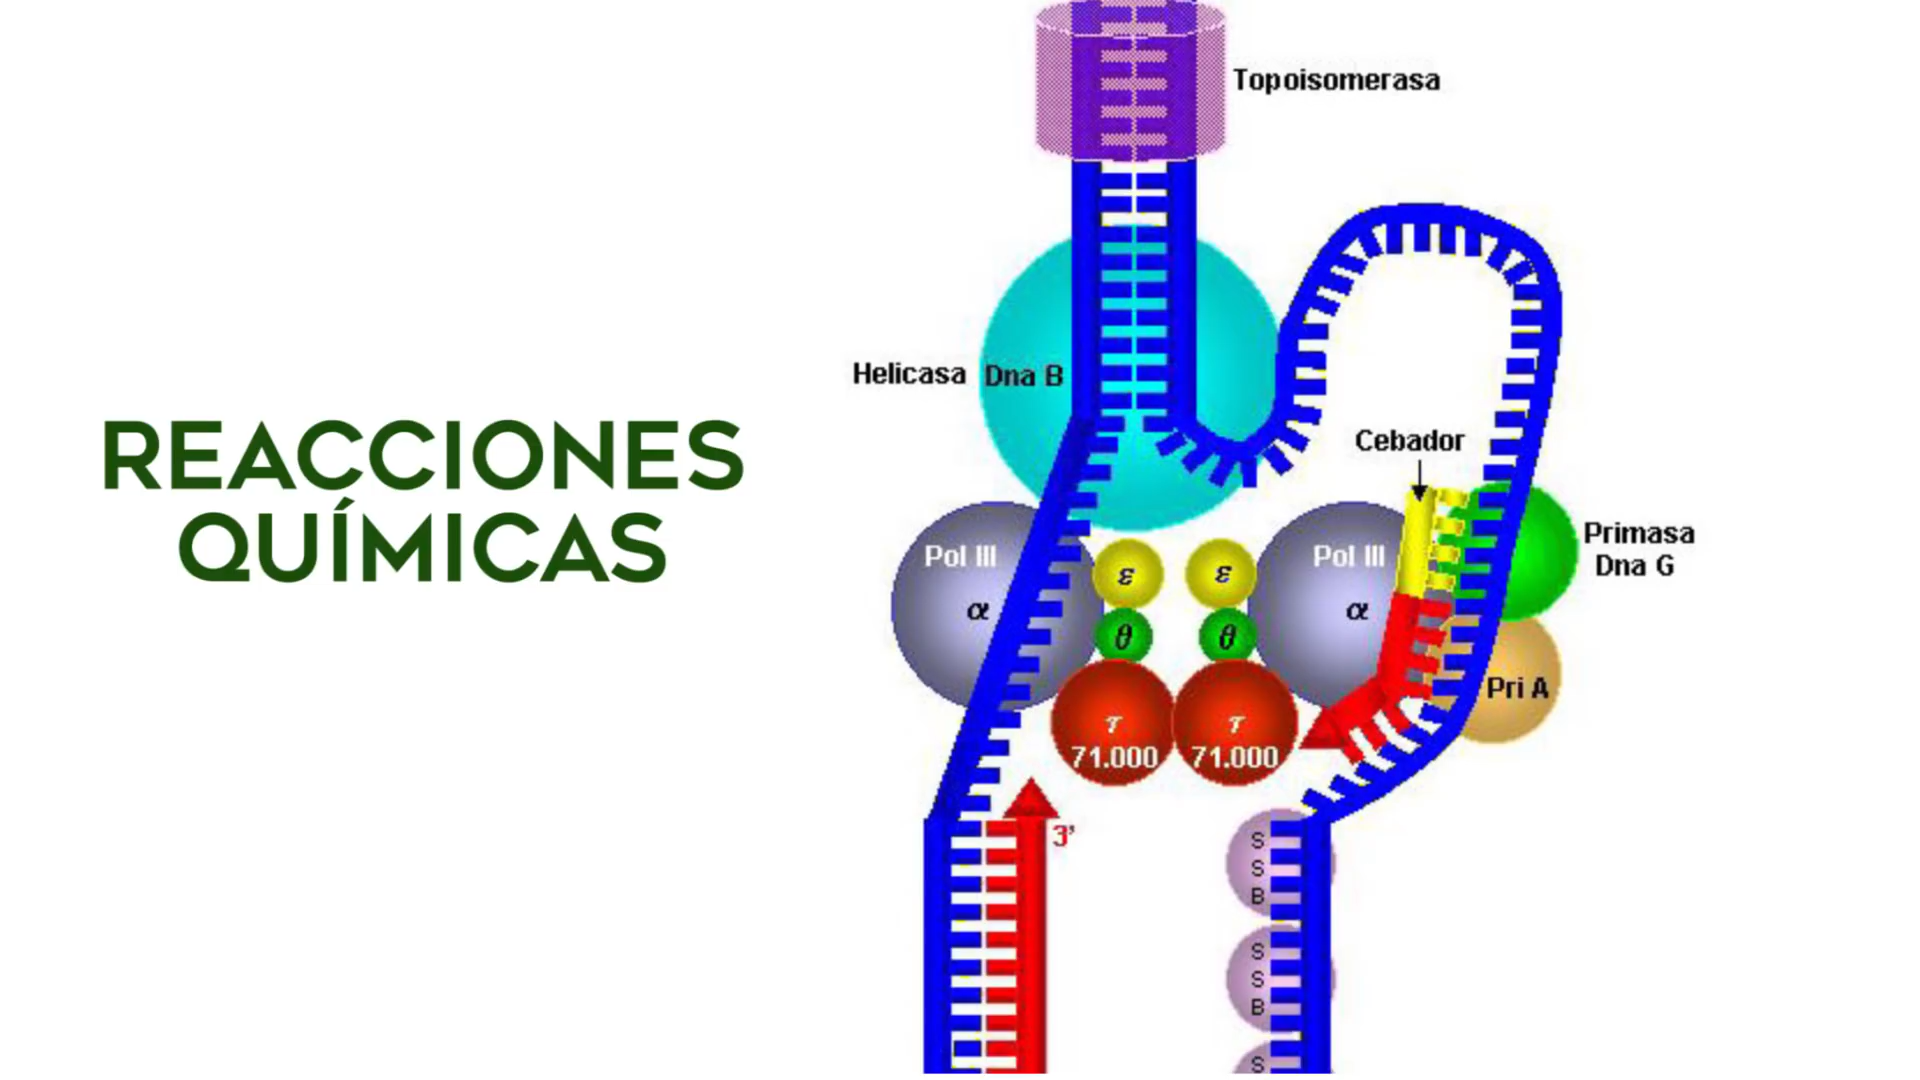 REACCIONES
QUÍMICAS
Topoisomerasa
Helicasa Dna B
Cebador
Primasa
Dna G
Pol III
α
ε
θ
τ
71.000
ε
θ
τ
71.000
Pol III
α
Pri A
3'
S
S
B
S
S
B
S